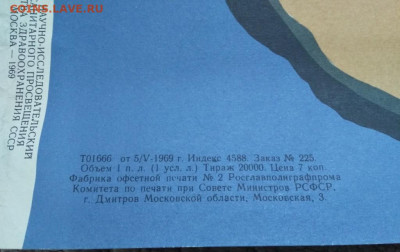 COINS.LAVE.RU
НАУЧНО-ИССЛЕДОВАТЕЛЬСКИЙ
САНИТАРНОГО ПРОСВЕЩЕНИЯ
ЗДРАВООХРАНЕНИЯ СССР
МОСКВА — 1969
Т01666 от 5/V-1969 г. Индекс 4588. Заказ № 225.
Объем 1 п. л. (1 усл. л.) Тираж 20000. Цена 7 коп.
Фабрика офсетной печати № 2 Росглавполиграфпрома
Комитета по печати при Совете Министров РСФСР,
г. Дмитров Московской области, Московская, 3.